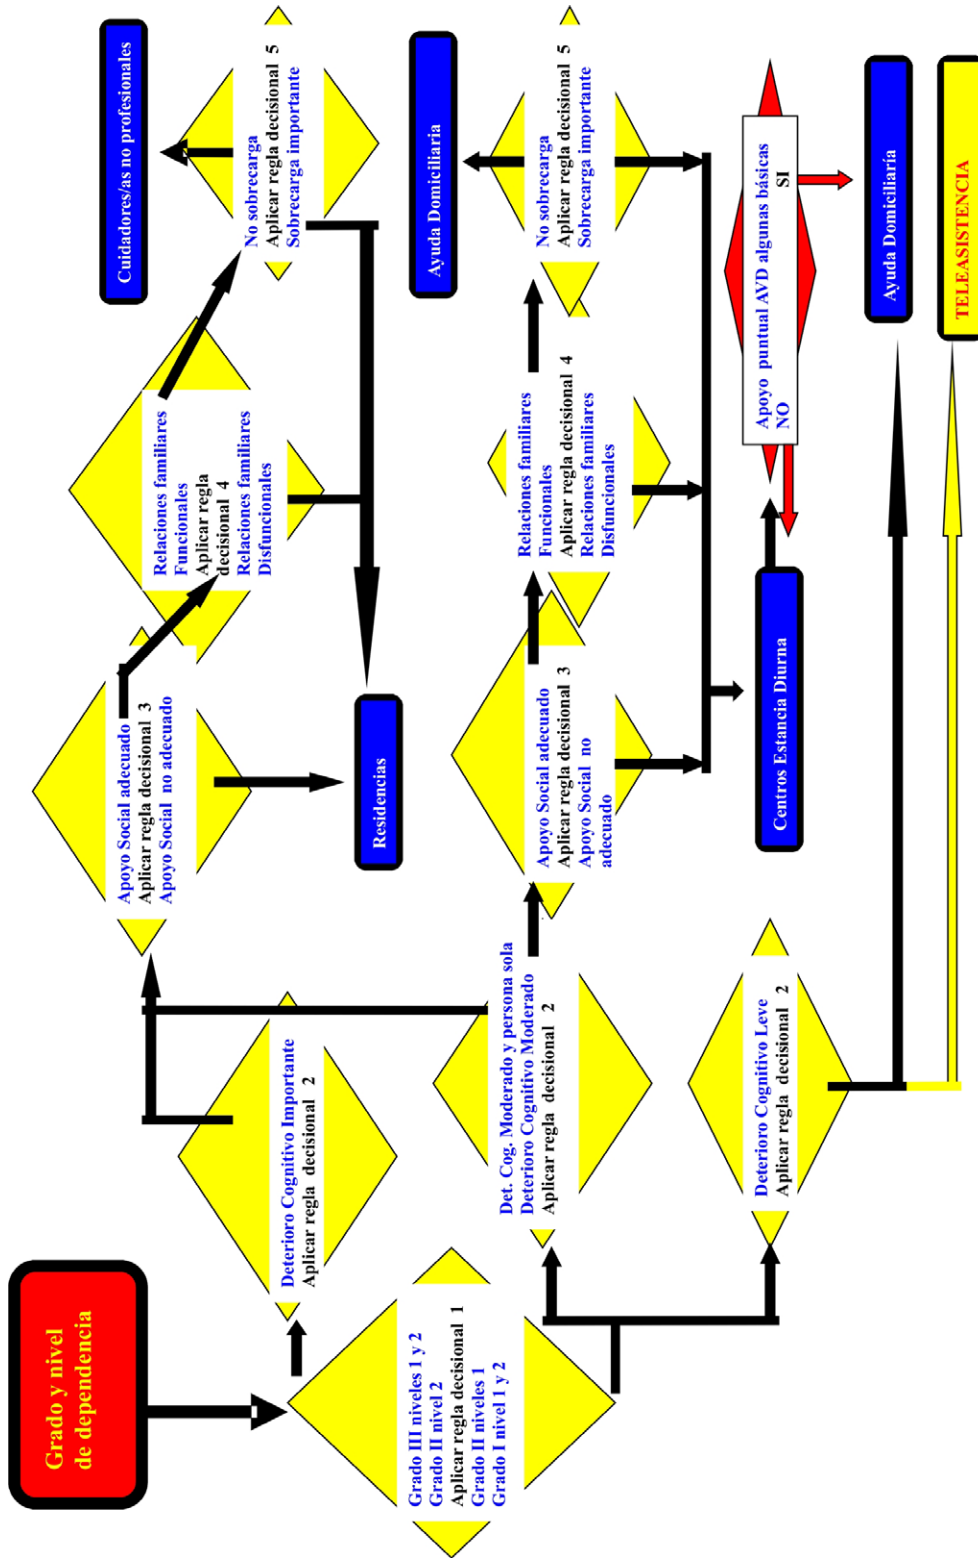 Grado y nivel
de dependencia
Grado III niveles 1 y 2
Grado II nivel 2
Aplicar regla decisional 1
Grado II niveles 1
Grado I nivel 1 y 2
Deterioro Cognitivo Importante
Aplicar regla decisional 2
Det. Cog. Moderado y persona sola
Deterioro Cognitivo Moderado
Aplicar regla decisional 2
Deterioro Cognitivo Leve
Aplicar regla decisional 2
Apoyo Social adecuado
Aplicar regla decisional 3
Apoyo Social no adecuado
Relaciones familiares
Funcionales
Aplicar regla
decisional 4
Relaciones familiares
Disfuncionales
No sobrecarga
Aplicar regla decisional 5
Sobrecarga importante
Cuidadores/as no profesionales
Residencias
Apoyo Social adecuado
Aplicar regla decisional 3
Apoyo Social no
adecuado
Relaciones familiares
Funcionales
Aplicar regla decisional 4
Relaciones familiares
Disfuncionales
No sobrecarga
Aplicar regla decisional 5
Sobrecarga importante
Ayuda Domiciliaria
Centros Estancia Diurna
Apoyo puntual AVD algunas básicas
NO SI
Ayuda Domiciliaría
TELEASISTENCIA